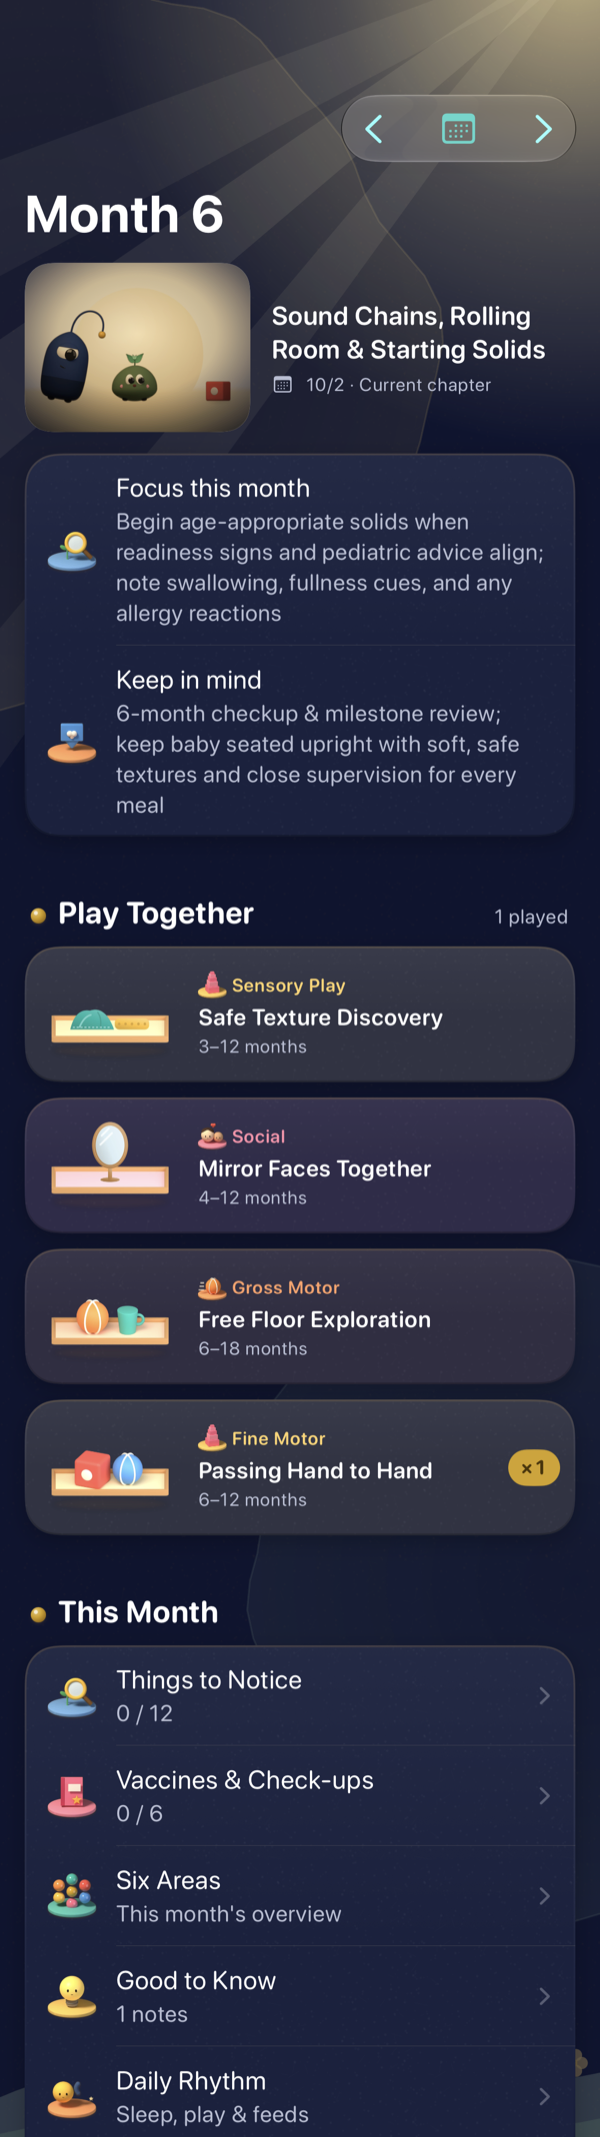 Month 6
Sound Chains, Rolling
Room & Starting Solids
10/2 · Current chapter
Focus this month
Begin age-appropriate solids when
readiness signs and pediatric advice align;
note swallowing, fullness cues, and any
allergy reactions
Keep in mind
6-month checkup & milestone review;
keep baby seated upright with soft, safe
textures and close supervision for every
meal
Play Together
1 played
Sensory Play
Safe Texture Discovery
3–12 months
Social
Mirror Faces Together
4–12 months
Gross Motor
Free Floor Exploration
6–18 months
Fine Motor
Passing Hand to Hand
6–12 months
×1
This Month
Things to Notice
0 / 12
Vaccines & Check-ups
0 / 6
Six Areas
This month's overview
Good to Know
1 notes
Daily Rhythm
Sleep, play & feeds